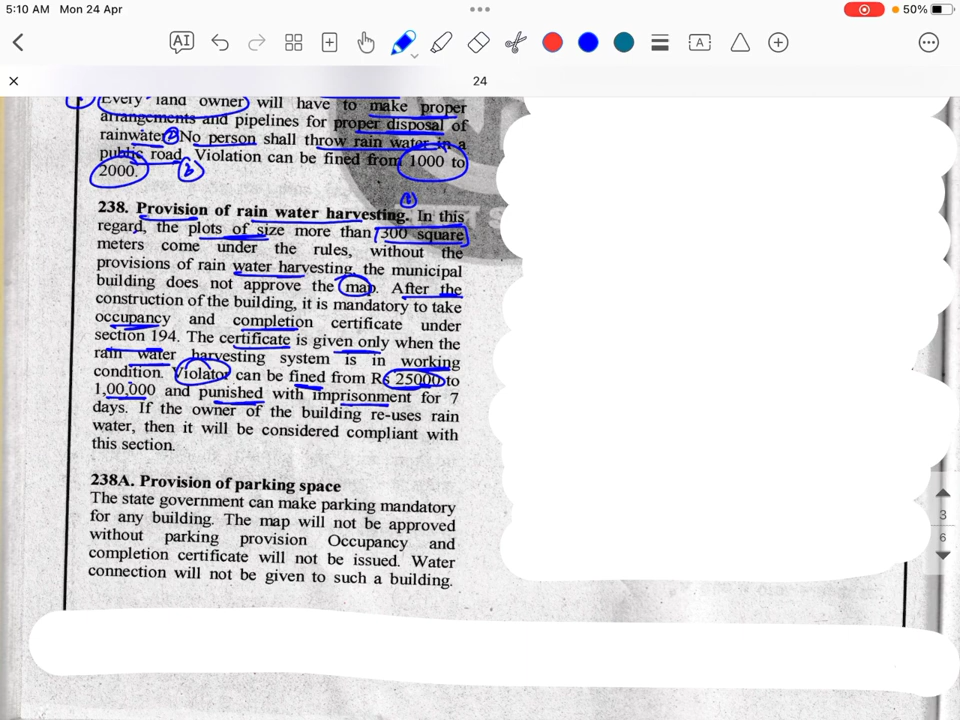 5:10 AM Mon 24 Apr
50%
AI
A
24
Every land owner will have to make proper
arrangements and pipelines for proper disposal of
rainwater No person shall throw rain water in a
public road. Violation can be fined from 1000 to
2000.
238. Provision of rain water harvesting. In this
regard, the plots of size more than 300 square
meters come under the rules, without the
provisions of rain water harvesting, the municipal
building does not approve the map. After the
construction of the building, it is mandatory to take
occupancy and completion certificate under
section 194. The certificate is given only when the
rain water harvesting system is in working
condition. Violator can be fined from Rs 25000 to
1,00,000 and punished with imprisonment for 7
days. If the owner of the building re-uses rain
water, then it will be considered compliant with
this section.
238A. Provision of parking space
The state government can make parking mandatory
for any building. The map will not be approved
without parking provision Occupancy and
completion certificate will not be issued. Water
connection will not be given to such a building.
3
6